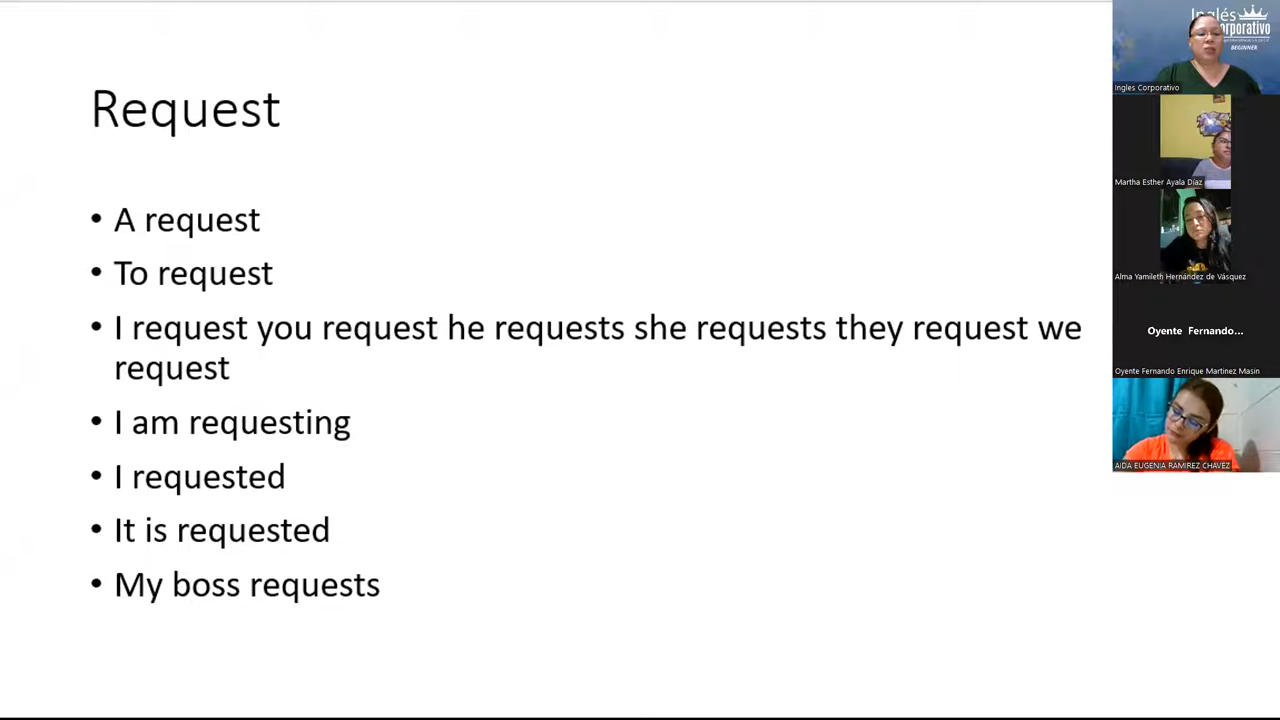 Request
• A request
• To request
• I request you request he requests she requests they request we
request
• I am requesting
• I requested
• It is requested
• My boss requests
Inglés
corporativo
BEGINNER
Ingles Corporativo
Martha Esther Ayala Díaz
Alma Yamileth Hernández de Vásquez
Oyente Fernando...
Oyente Fernando Enrique Martinez Masin
AIDA EUGENIA RAMIREZ CHAVEZ